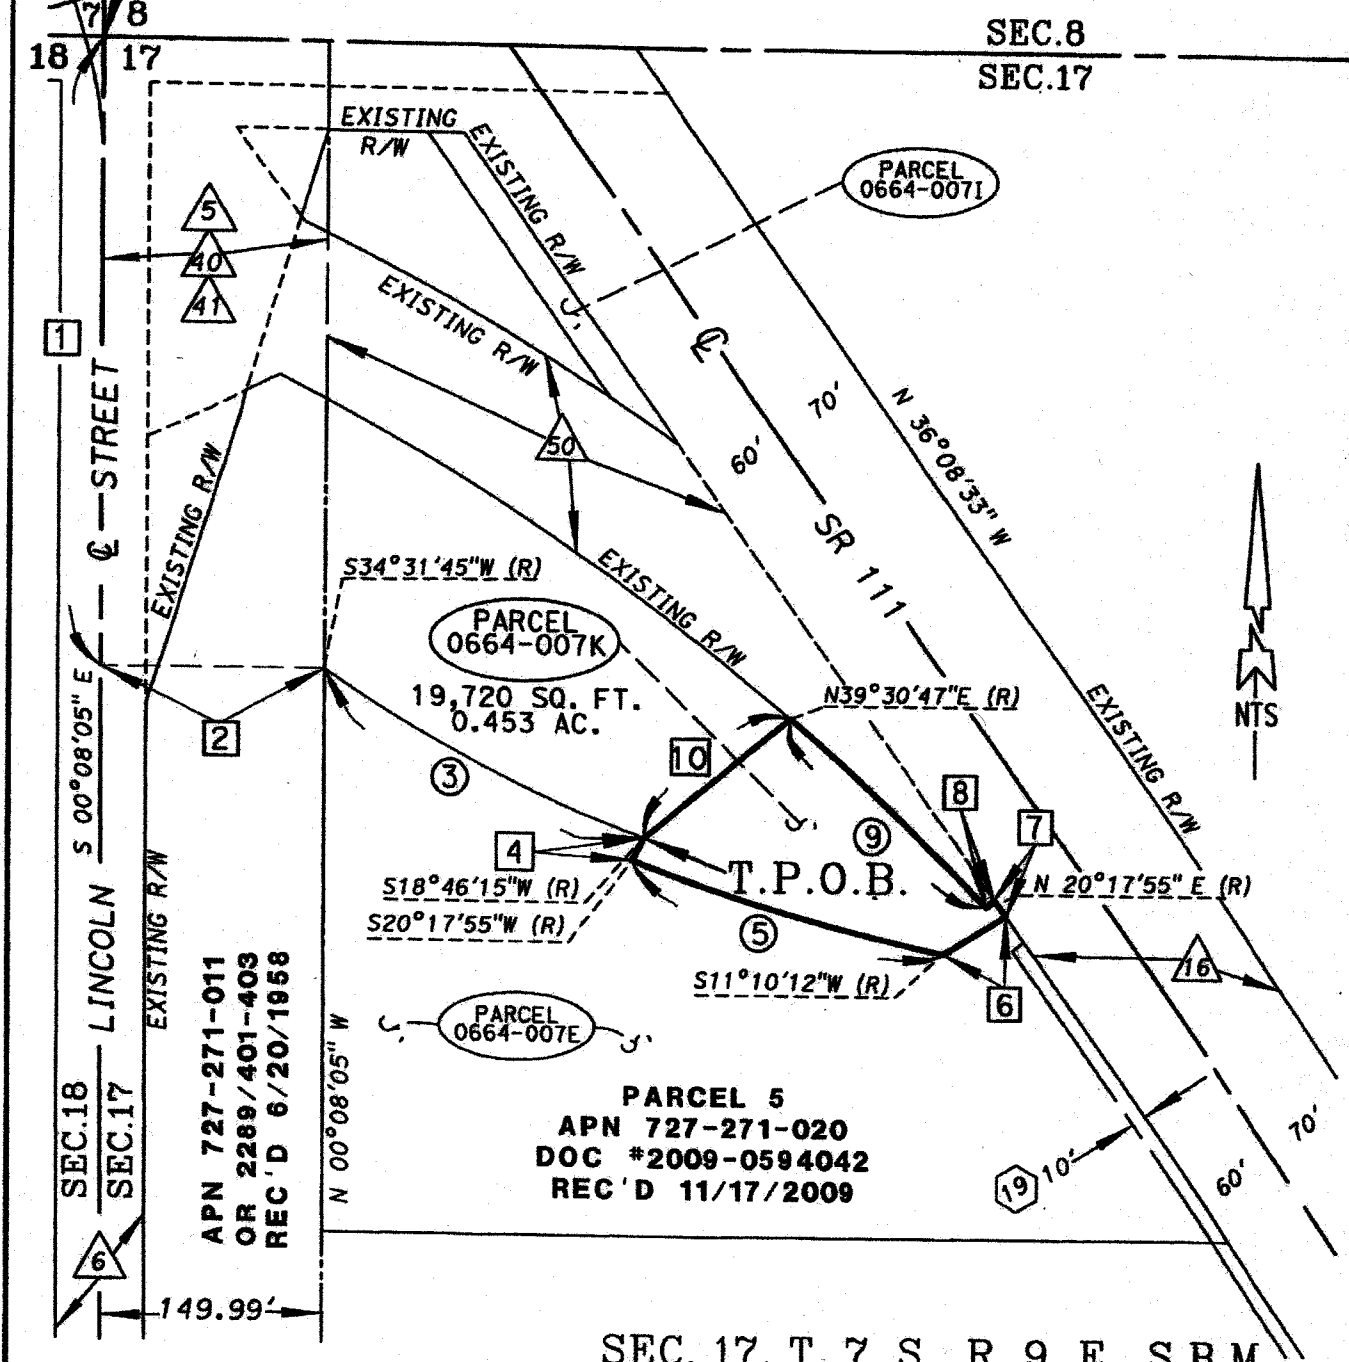 7 8
18 17
SEC.8
SEC.17
EXISTING
R/W
EXISTING R/W
PARCEL
0664-007I
5
40
41
EXISTING R/W
1
℄
70'
60'
N 36°08'33" W
50
℄ STREET
EXISTING R/W
SR 111
S34°31'45"W (R)
EXISTING R/W
PARCEL
0664-007K
19,720 SQ. FT.
0.453 AC.
N39°30'47"E (R)
EXISTING R/W
NTS
S 00°08'05" E
2
3
10
8
7
9
4
T.P.O.B.
N 20°17'55" E (R)
S18°46'15"W (R)
S20°17'55"W (R)
5
16
S11°10'12"W (R)
6
LINCOLN
EXISTING R/W
APN 727-271-011
OR 2289/401-403
REC'D 6/20/1958
N 00°08'05" W
PARCEL
0664-007E
PARCEL 5
APN 727-271-020
DOC #2009-0594042
REC'D 11/17/2009
SEC.18
SEC.17
19 10'
70'
60'
6
149.99'
SEC. 17, T 7 S, R 9 E, SBM